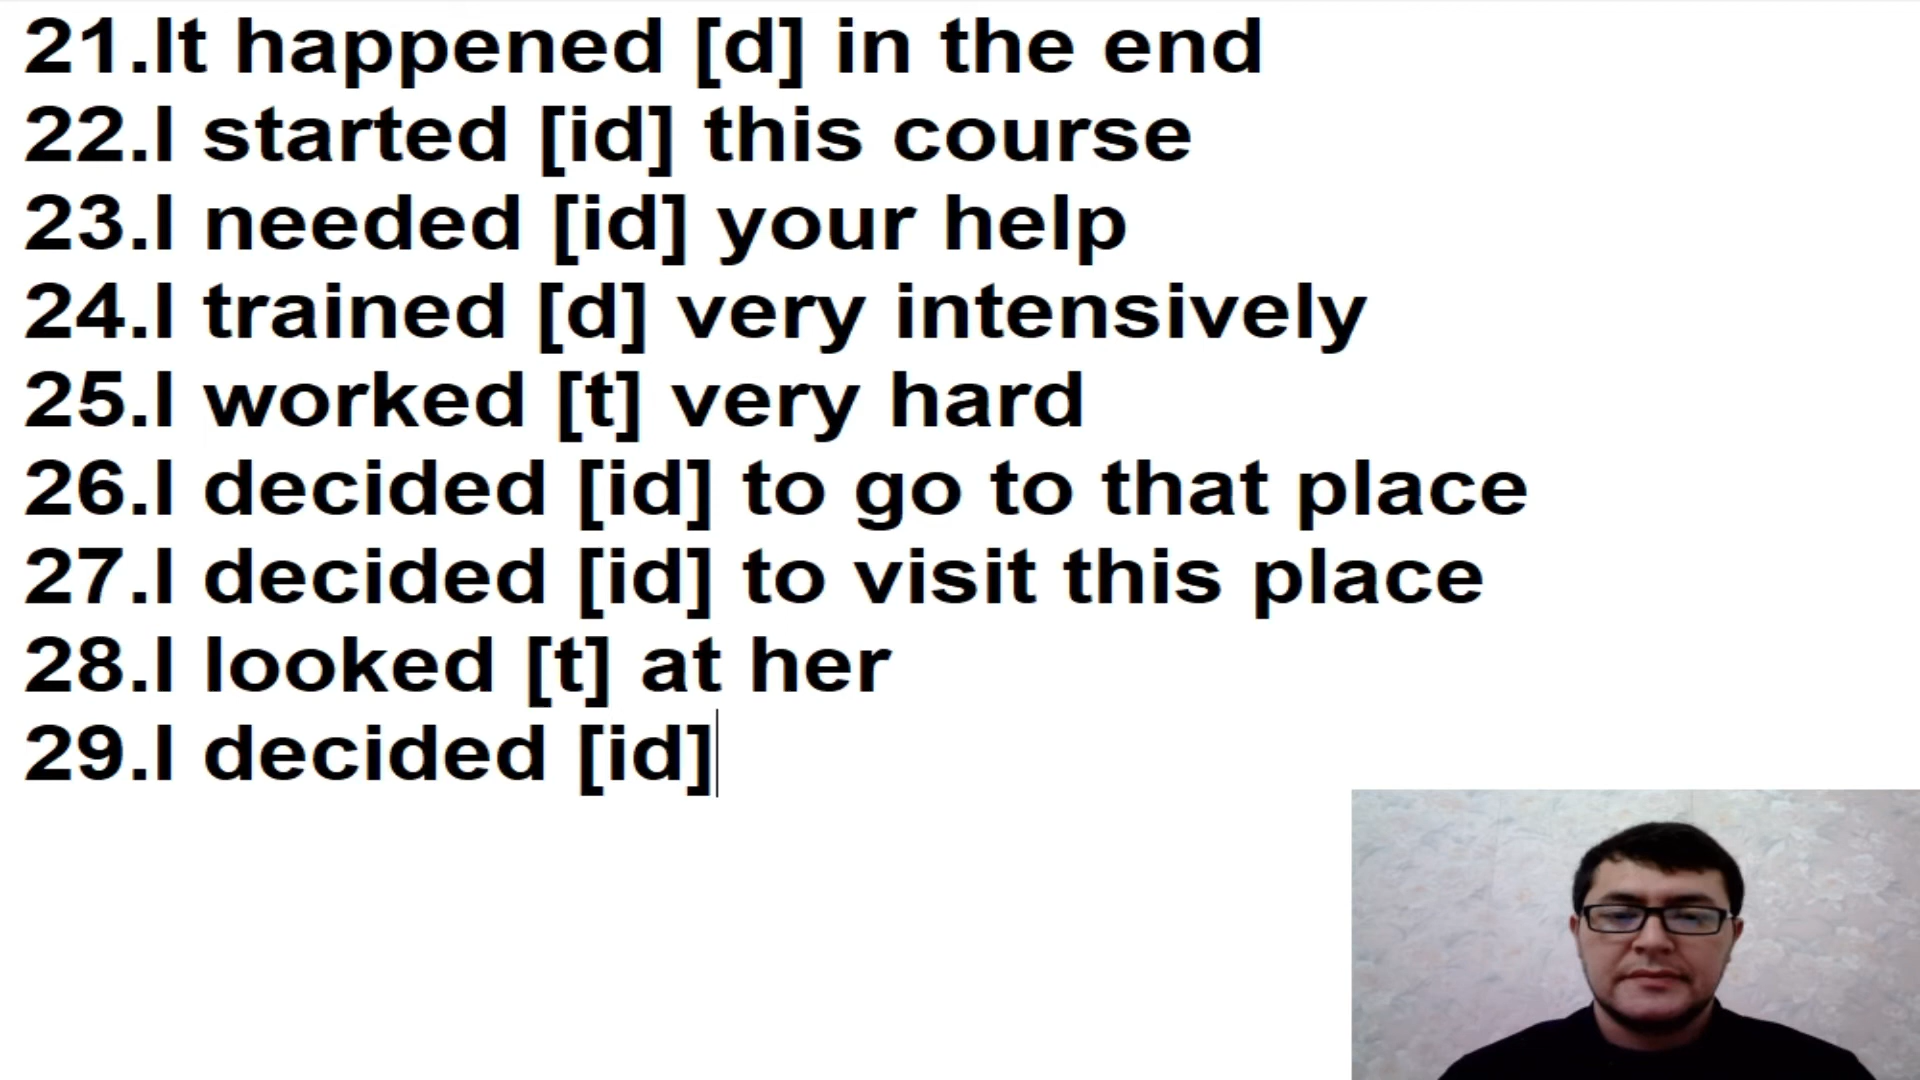 21.It happened [d] in the end
22.I started [id] this course
23.I needed [id] your help
24.I trained [d] very intensively
25.I worked [t] very hard
26.I decided [id] to go to that place
27.I decided [id] to visit this place
28.I looked [t] at her
29.I decided [id]